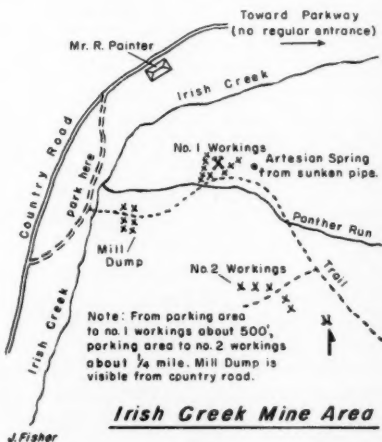 Toward Parkway
(no regular entrance)
Mr. R. Painter
Irish Creek
Country Road
park here
No. 1 Workings
Artesian Spring
from sunken pipe.
Panther Run
Mill
Dump
No. 2 Workings
Trail
Note: From parking area
to no. 1 workings about 500',
parking area to no. 2 workings
about 1/4 mile. Mill Dump is
visible from country road.
Irish Creek
N
Irish Creek Mine Area
J. Fisher